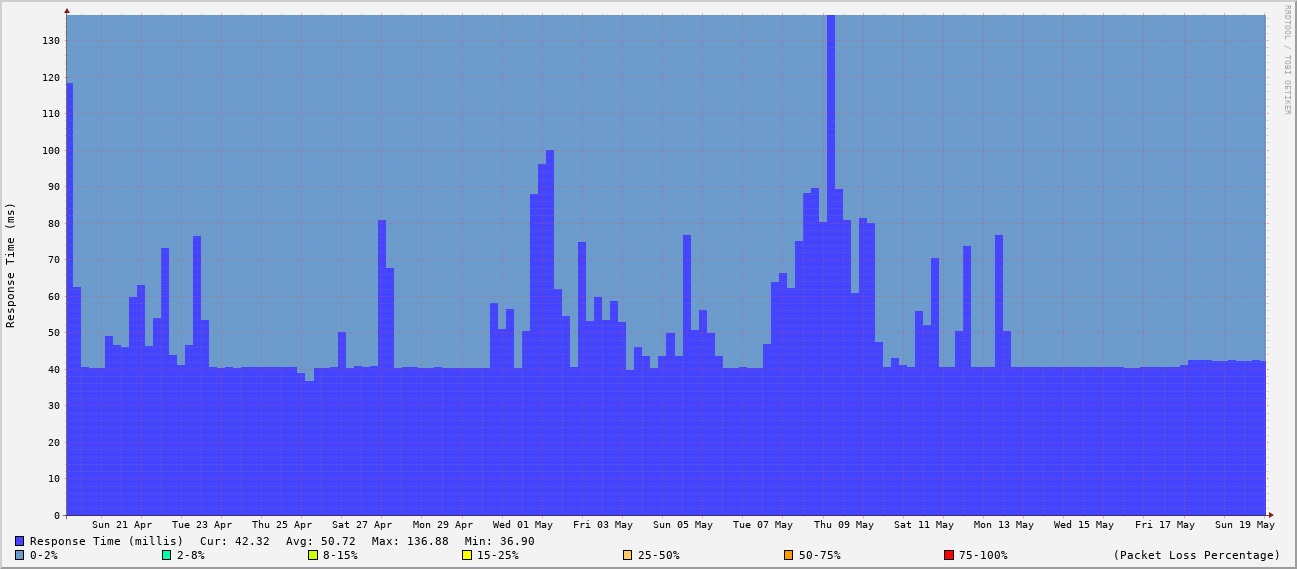 RRDTOOL / TOBI OETIKER
Response Time (ms)
130
120
110
100
90
80
70
60
50
40
30
20
10
0
Sun 21 Apr Tue 23 Apr Thu 25 Apr Sat 27 Apr Mon 29 Apr Wed 01 May Fri 03 May Sun 05 May Tue 07 May Thu 09 May Sat 11 May Mon 13 May Wed 15 May Fri 17 May Sun 19 May
Response Time (millis) Cur: 42.32 Avg: 50.72 Max: 136.88 Min: 36.90
0-2% 2-8% 8-15% 15-25% 25-50% 50-75% 75-100% (Packet Loss Percentage)